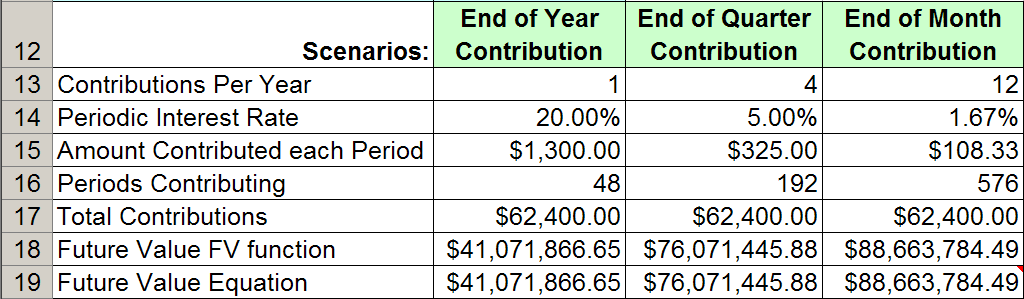 End of Year End of Quarter End of Month
12 Scenarios: Contribution Contribution Contribution
13 Contributions Per Year 1 4 12
14 Periodic Interest Rate 20.00% 5.00% 1.67%
15 Amount Contributed each Period $1,300.00 $325.00 $108.33
16 Periods Contributing 48 192 576
17 Total Contributions $62,400.00 $62,400.00 $62,400.00
18 Future Value FV function $41,071,866.65 $76,071,445.88 $88,663,784.49
19 Future Value Equation $41,071,866.65 $76,071,445.88 $88,663,784.49